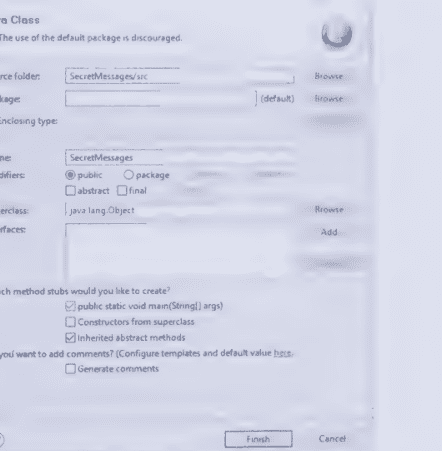 a Class
The use of the default package is discouraged.
rce folder: SecretMessages/src Browse
kage: (default) Browse
Enclosing type:
me: SecretMessages
difiers: public package
abstract final
erclass: java.lang.Object Browse
rfaces: Add
ch method stubs would you like to create?
public static void main(String[] args)
Constructors from superclass
Inherited abstract methods
you want to add comments? (Configure templates and default value here.
Generate comments
Finish Cancel